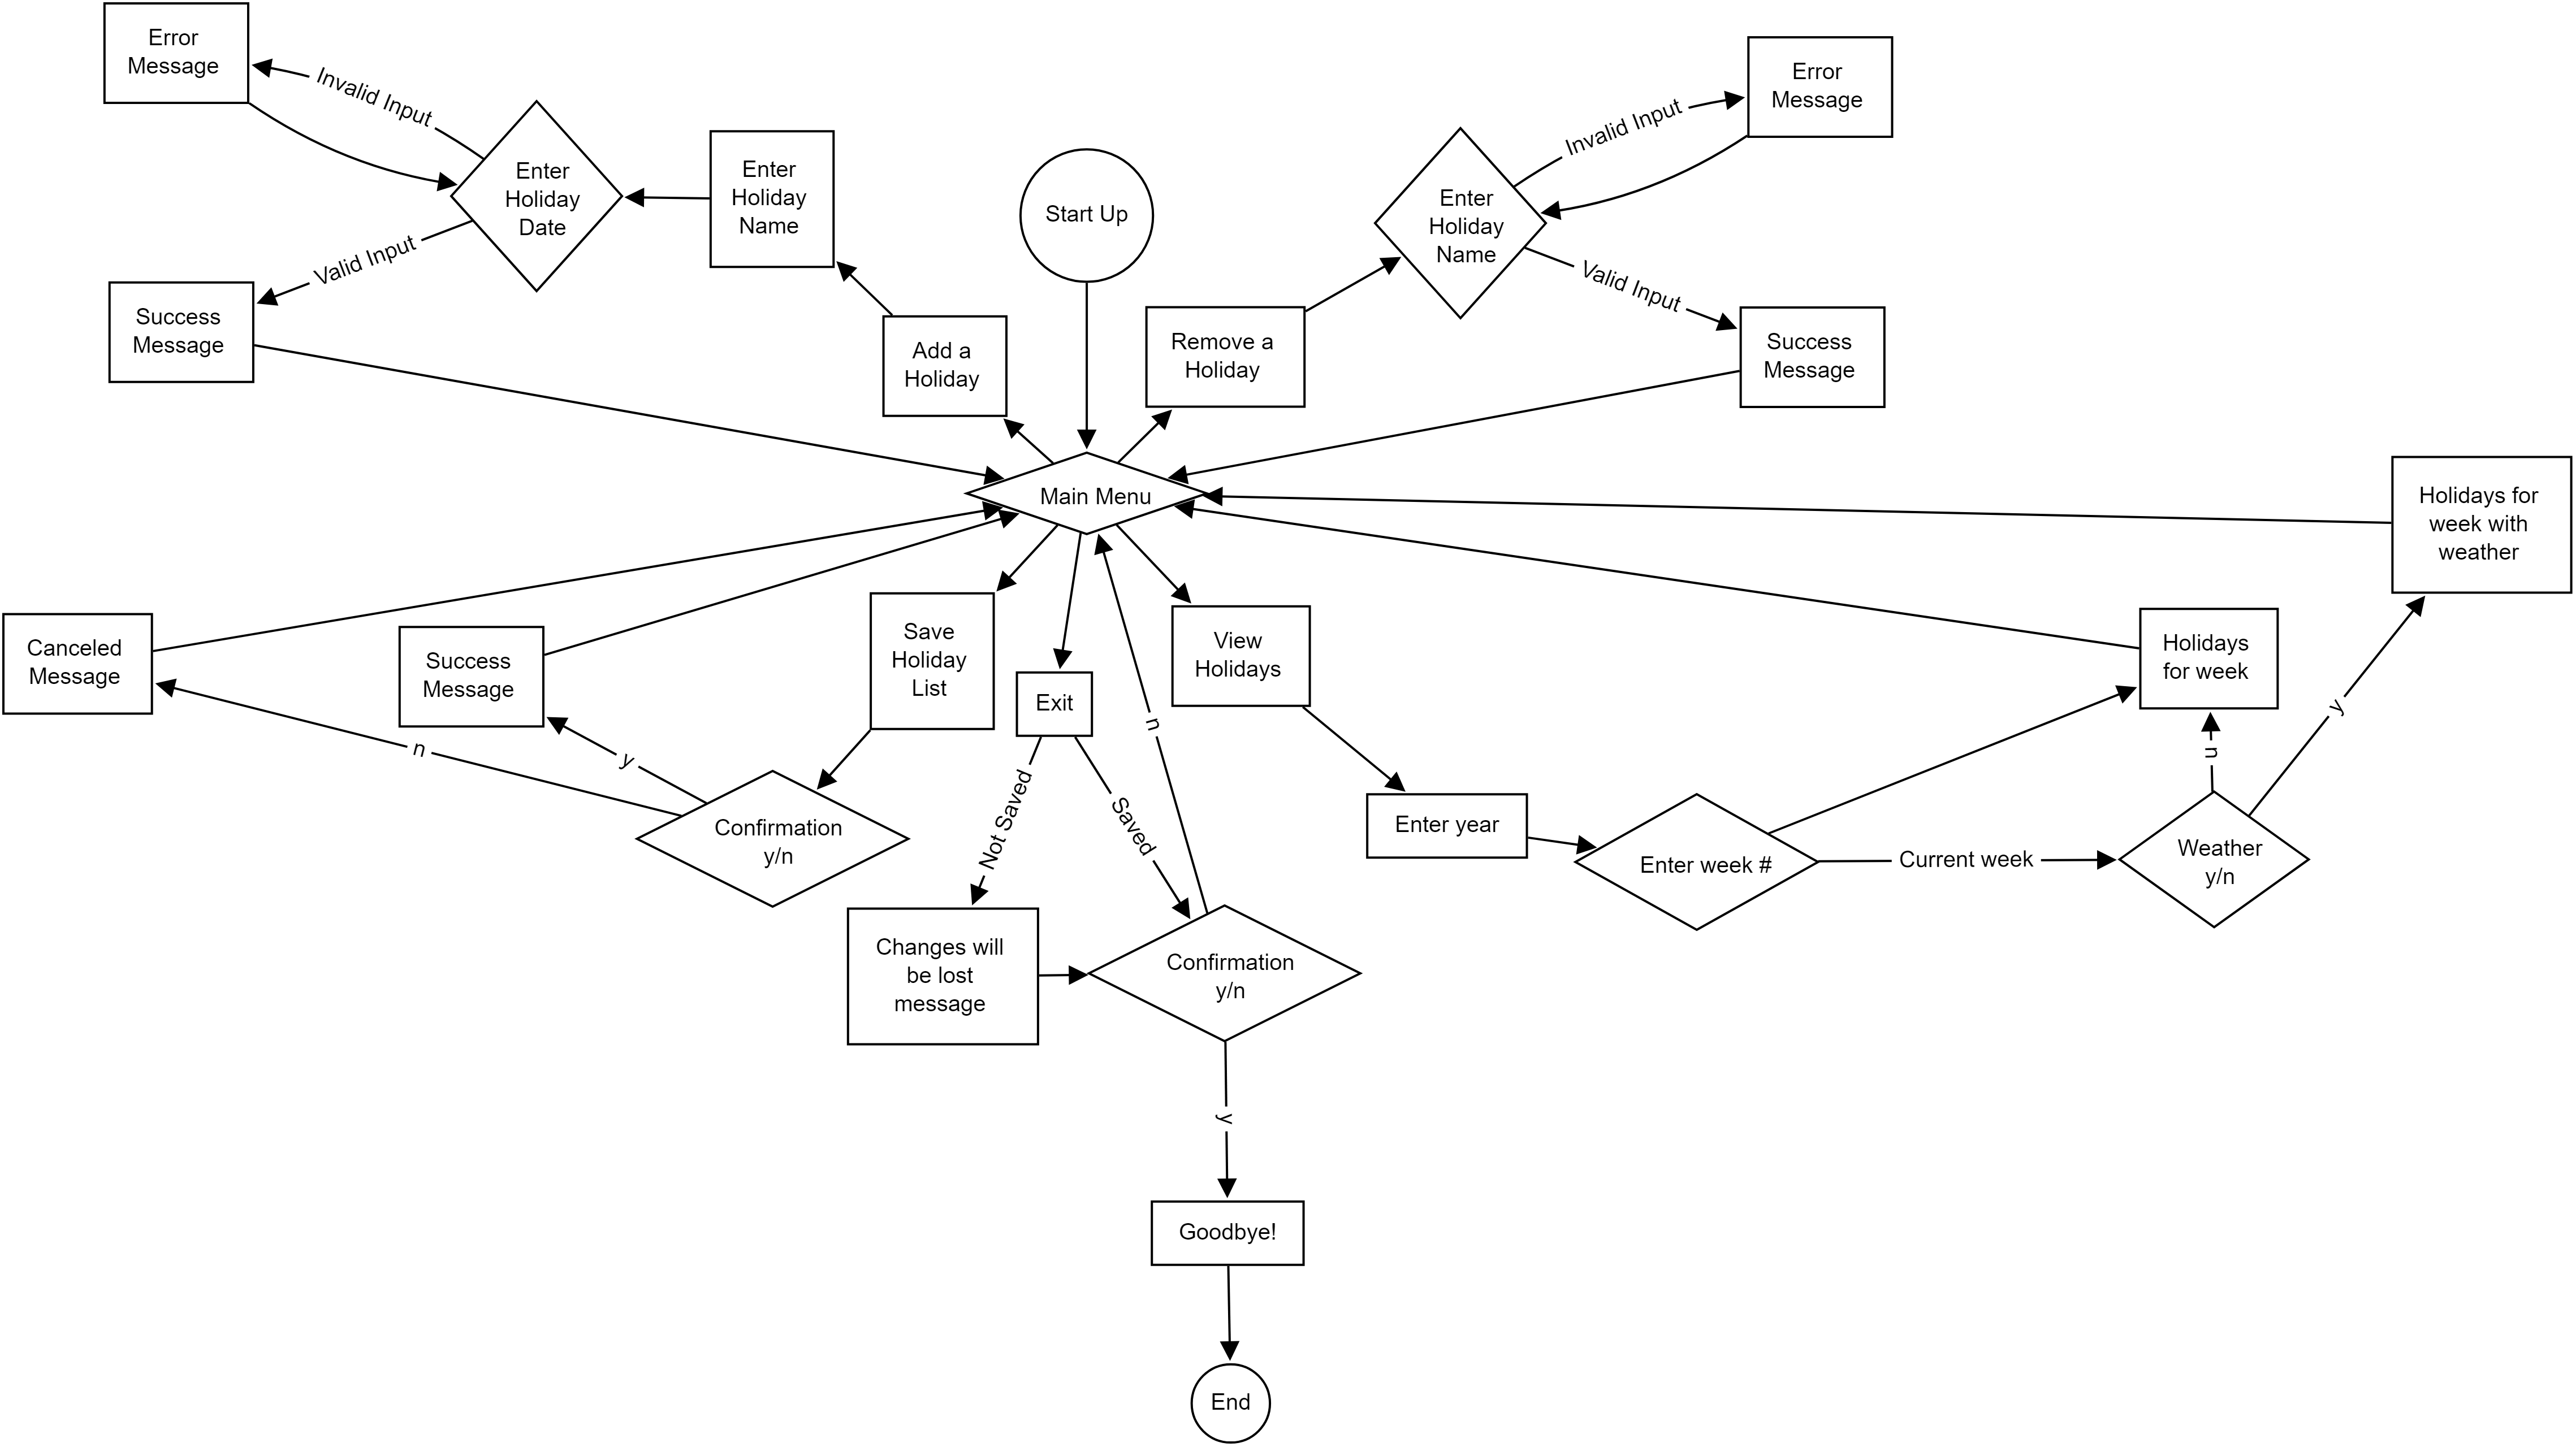 Error
Message
Invalid Input
Enter
Holiday
Date
Valid Input
Success
Message
Enter
Holiday
Name
Add a
Holiday
Start Up
Remove a
Holiday
Enter
Holiday
Name
Invalid Input
Error
Message
Valid Input
Success
Message
Main Menu
Holidays for
week with
weather
Canceled
Message
Success
Message
Save
Holiday
List
Exit
View
Holidays
Holidays
for week
n
y
n
y
n
Confirmation
y/n
Not Saved
Saved
Enter year
Enter week #
Current week
Weather
y/n
Changes will
be lost
message
Confirmation
y/n
y
Goodbye!
End